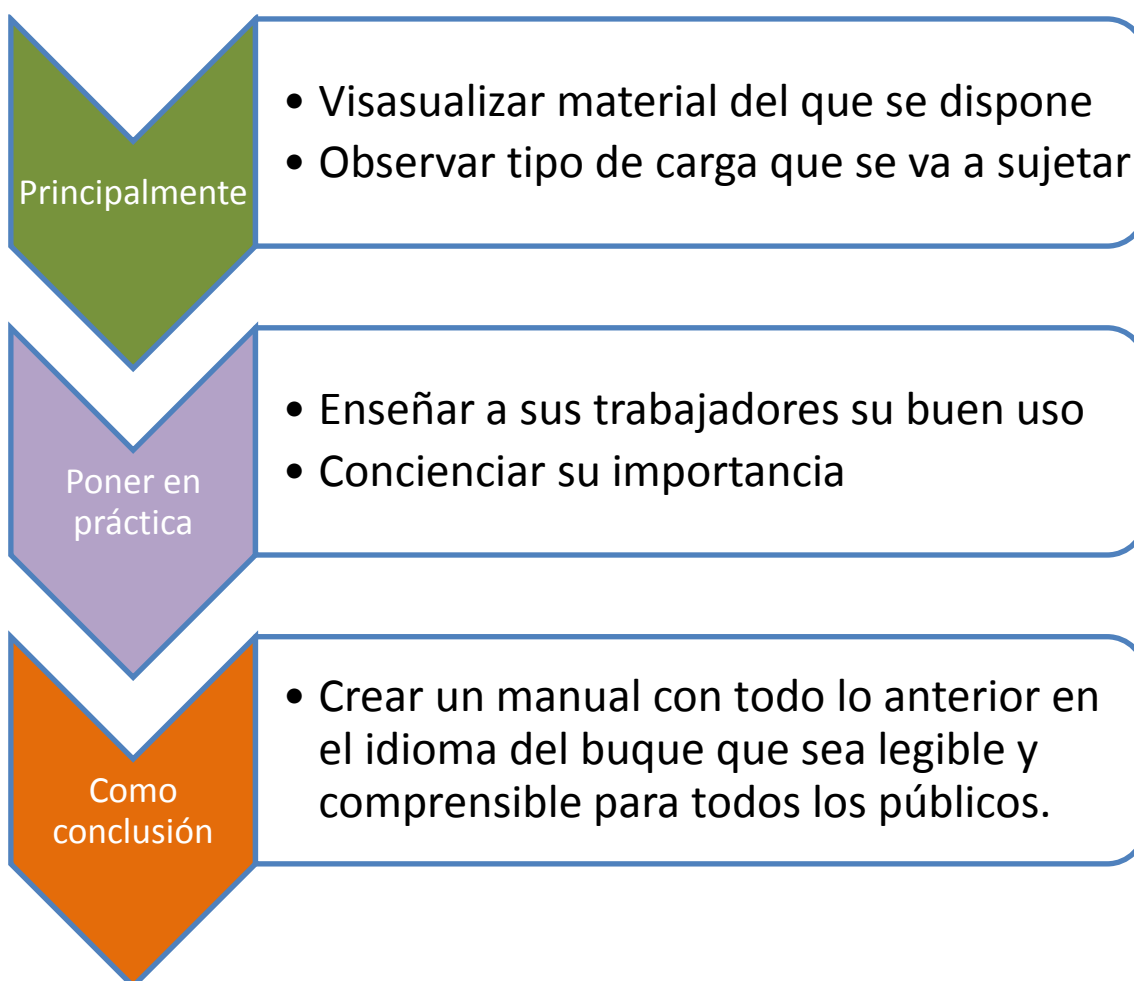 Principalmente
• Visasualizar material del que se dispone
• Observar tipo de carga que se va a sujetar
Poner en
práctica
• Enseñar a sus trabajadores su buen uso
• Concienciar su importancia
Como
conclusión
• Crear un manual con todo lo anterior en
el idioma del buque que sea legible y
comprensible para todos los públicos.